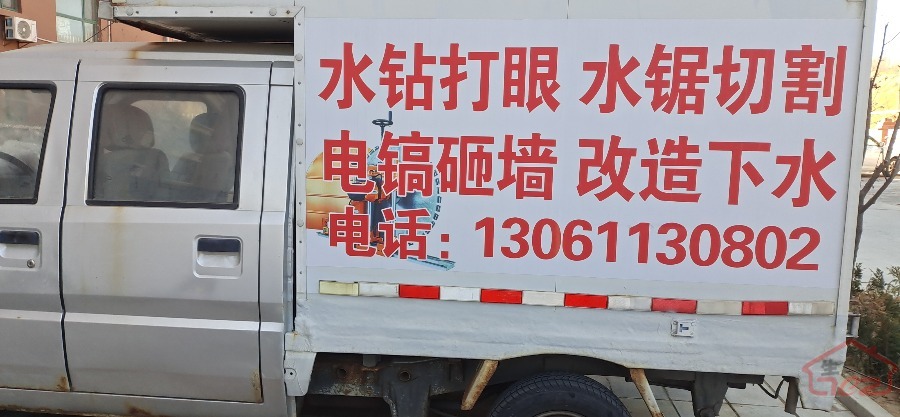 水钻打眼 水锯切割
电镐砸墙 改造下水
电话：13061130802
生